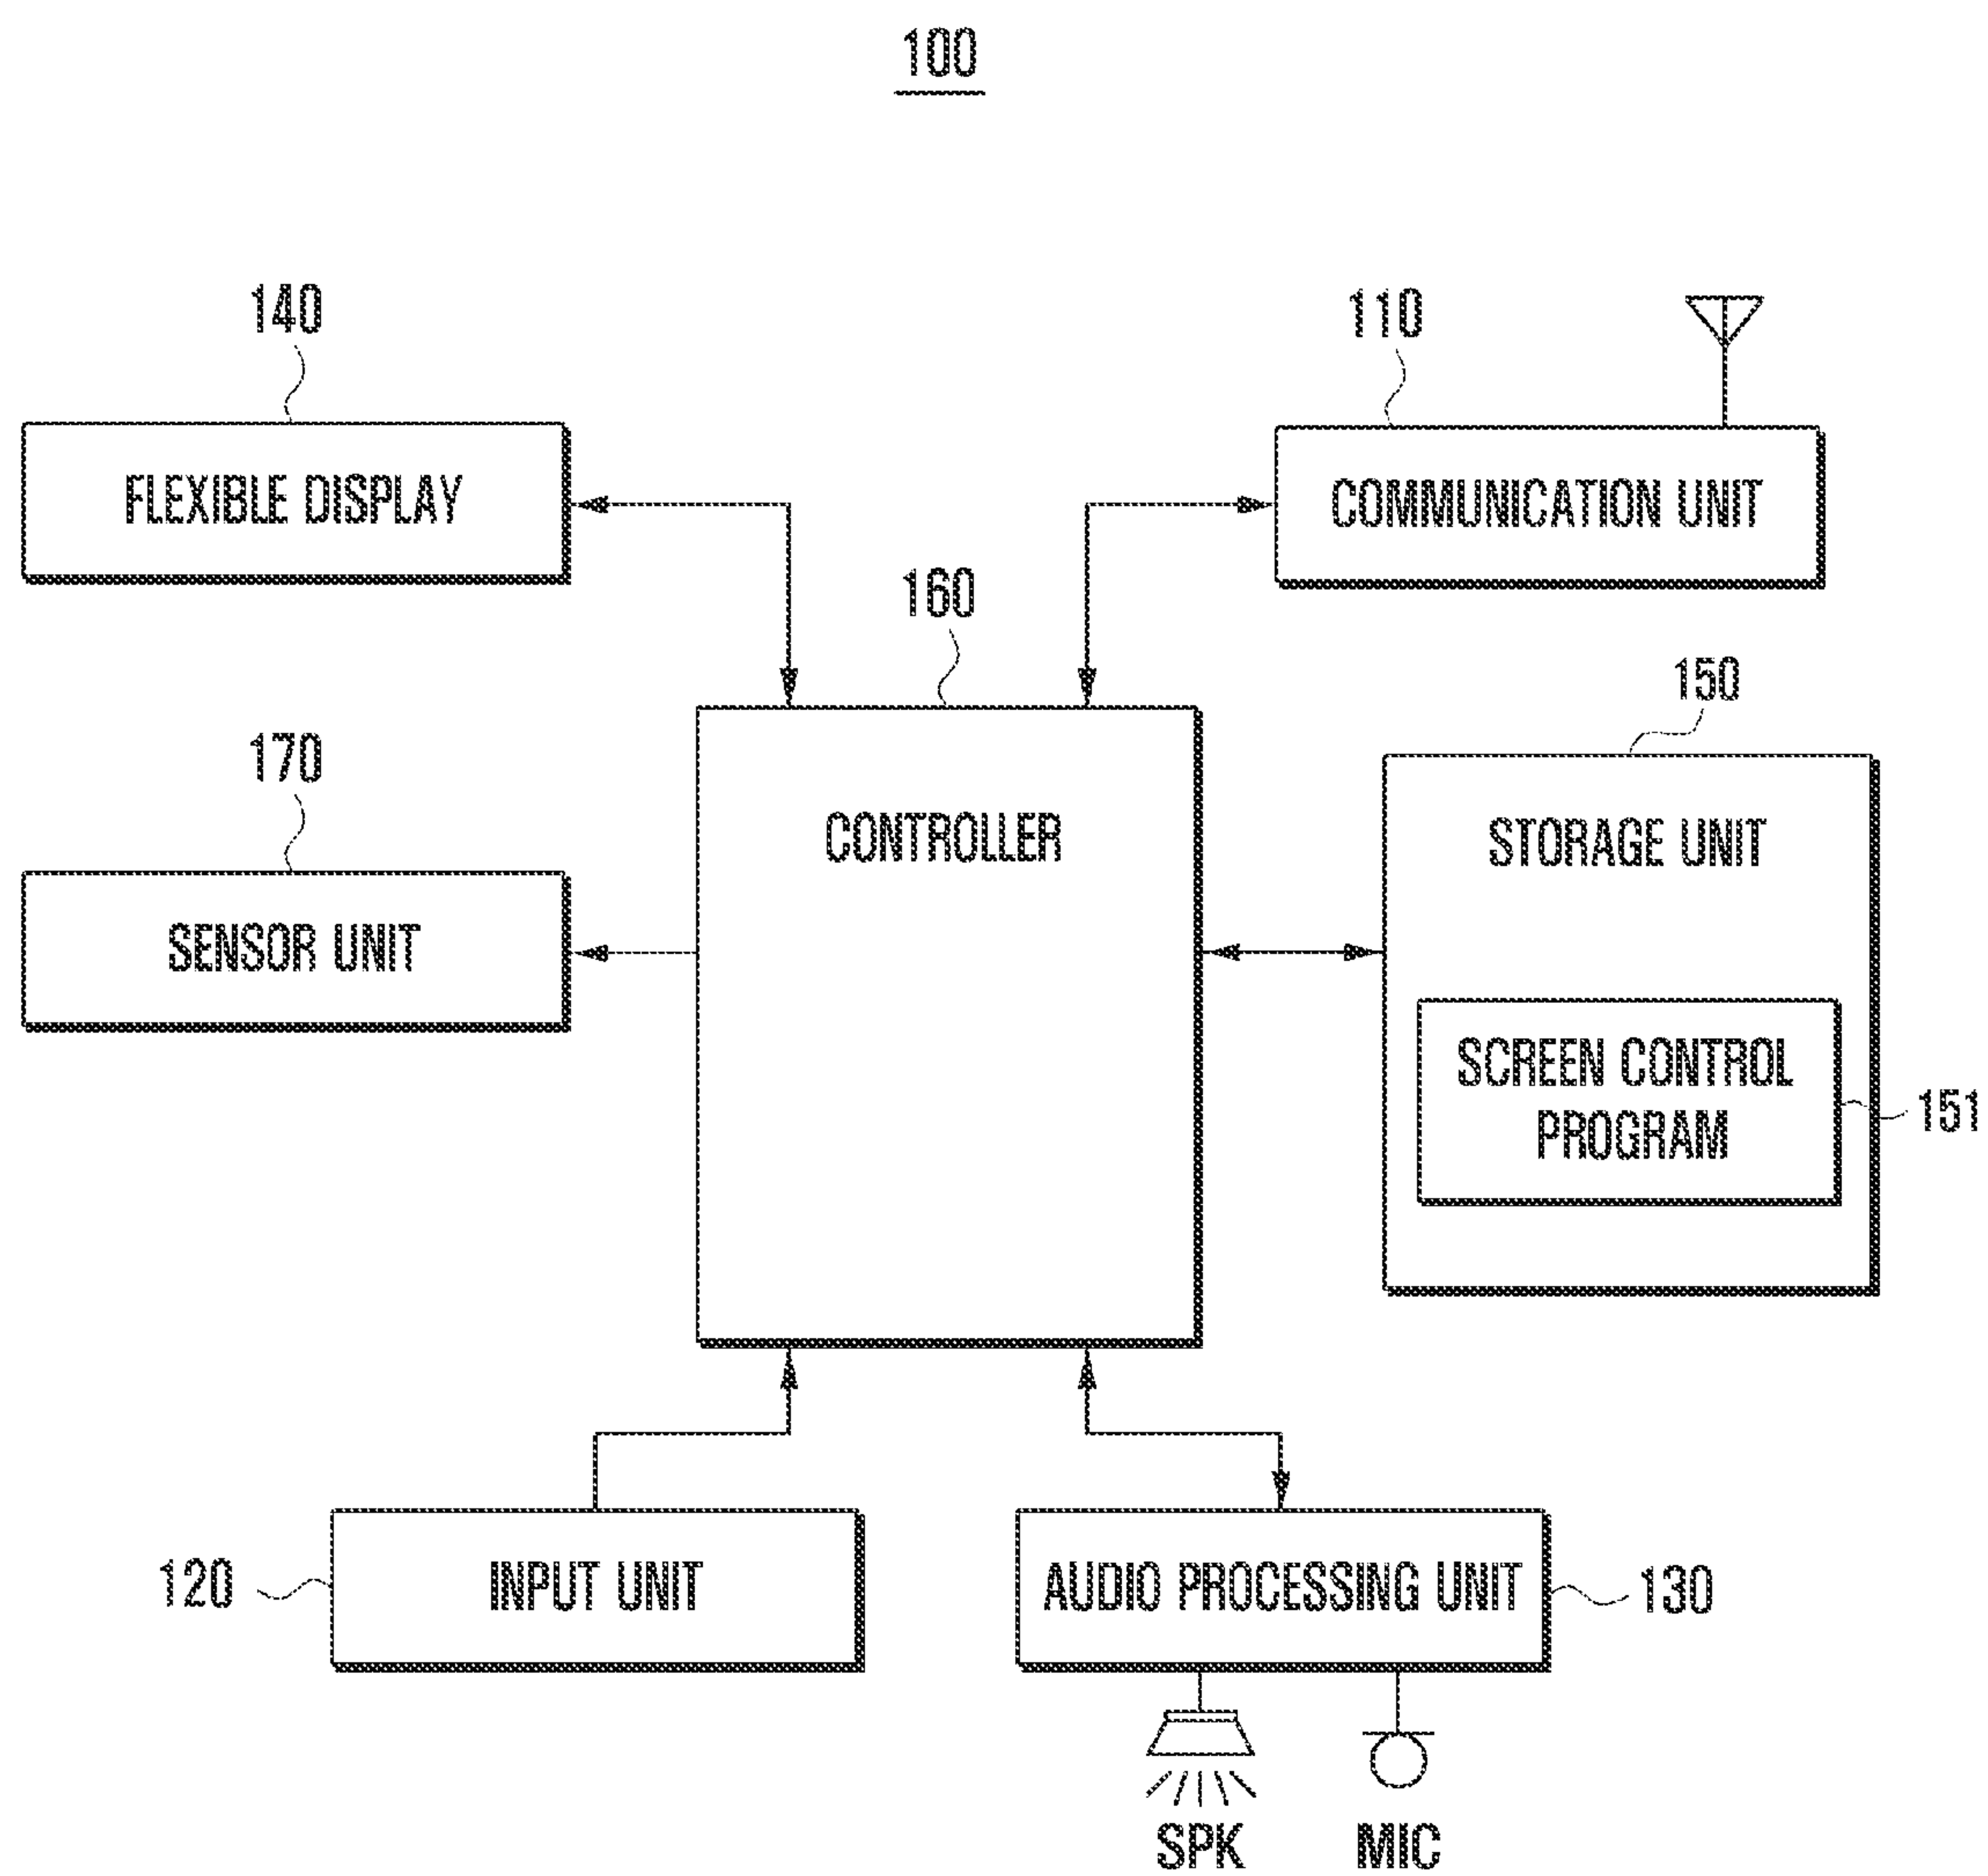 100
140
110
FLEXIBLE DISPLAY
COMMUNICATION UNIT
160
150
170
CONTROLLER
STORAGE UNIT
SENSOR UNIT
SCREEN CONTROL
PROGRAM
151
120
INPUT UNIT
AUDIO PROCESSING UNIT
130
SPK
MIC